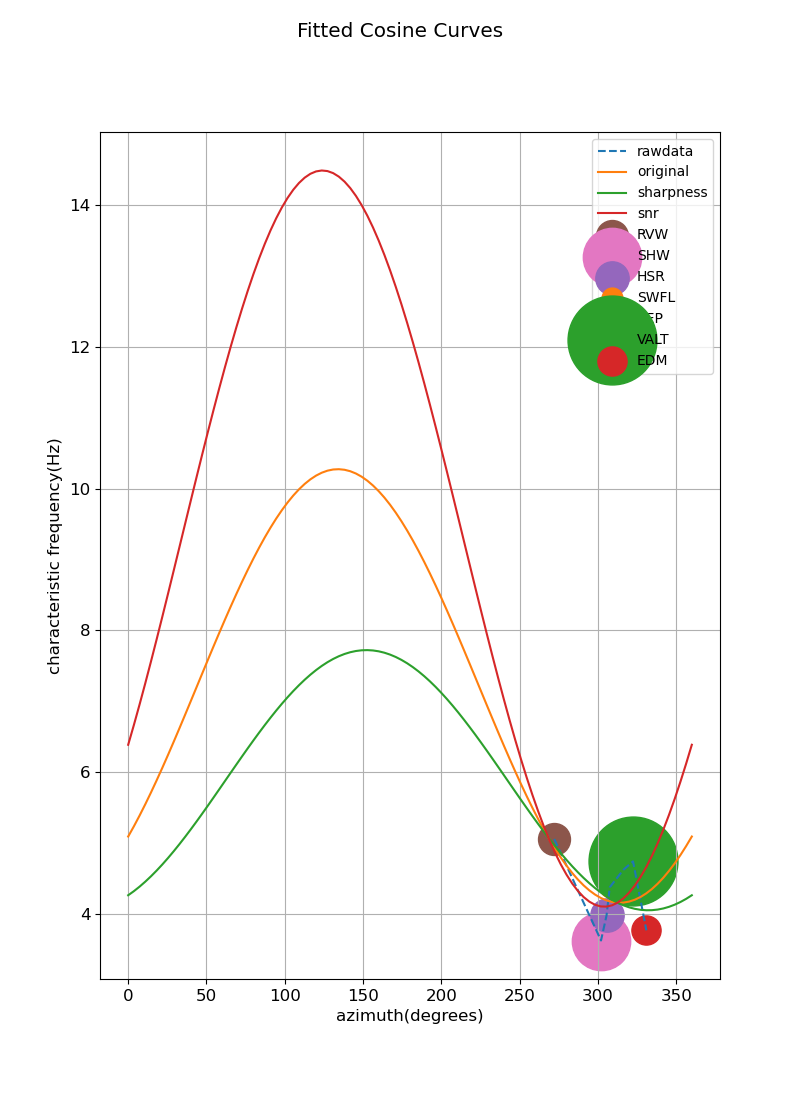 Fitted Cosine Curves
characteristic frequency(Hz)
14
12
10
8
6
4
rawdata
original
sharpness
snr
RVW
SHW
HSR
SWFL
VALT
EDM
0 50 100 150 200 250 300 350
azimuth(degrees)